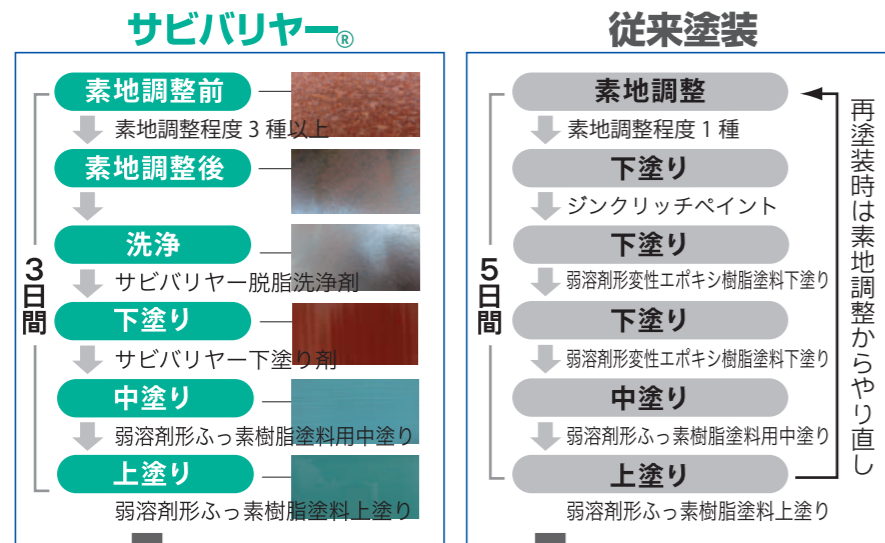 サビバリヤー®
3日間
素地調整前
素地調整程度3種以上
素地調整後
洗浄
サビバリヤー脱脂洗浄剤
下塗り
サビバリヤー下塗り剤
中塗り
弱溶剤形ふっ素樹脂塗料用中塗り
上塗り
弱溶剤形ふっ素樹脂塗料上塗り
従来塗装
5日間
素地調整
素地調整程度1種
下塗り
ジンクリッチペイント
下塗り
弱溶剤形変性エポキシ樹脂塗料下塗り
下塗り
弱溶剤形変性エポキシ樹脂塗料下塗り
中塗り
弱溶剤形ふっ素樹脂塗料用中塗り
上塗り
弱溶剤形ふっ素樹脂塗料上塗り
再塗装時は素地調整からやり直し